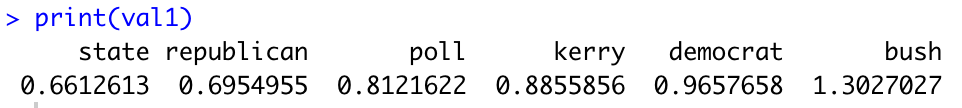 > print(val1)
state republican poll kerry democrat bush
0.6612613 0.6954955 0.8121622 0.8855856 0.9657658 1.3027027